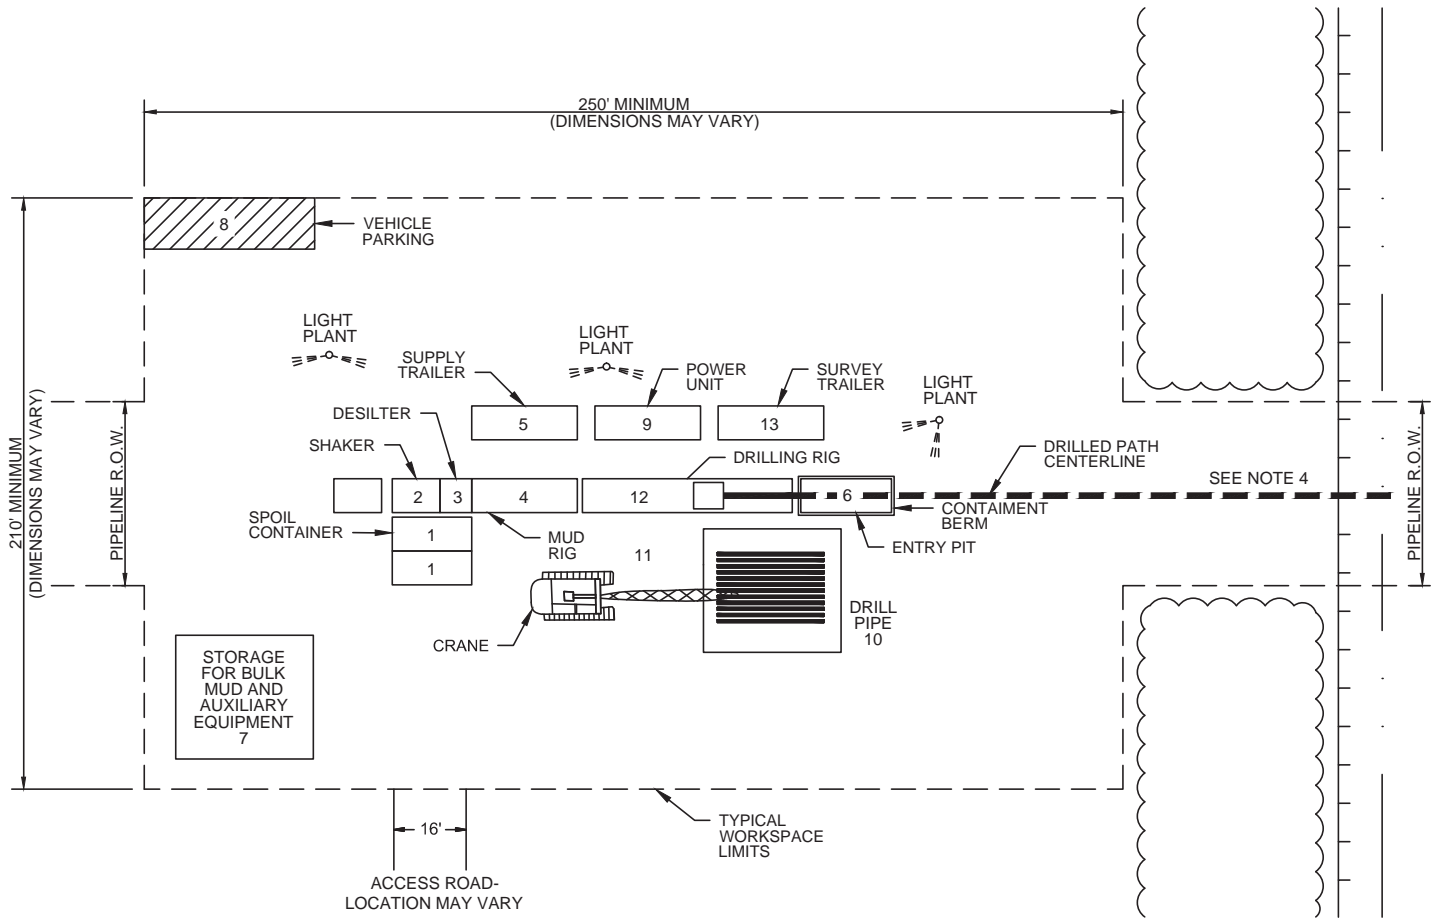 250' MINIMUM
(DIMENSIONS MAY VARY)
8
VEHICLE
PARKING
LIGHT
PLANT
LIGHT
PLANT
LIGHT
PLANT
SUPPLY
TRAILER
POWER
UNIT
SURVEY
TRAILER
5
9
13
DESILTER
SHAKER
DRILLING RIG
DRILLED PATH
CENTERLINE
SEE NOTE 4
2
3
4
12
6
CONTAIMENT
BERM
ENTRY PIT
SPOIL
CONTAINER
1
1
MUD
RIG
11
CRANE
DRILL
PIPE
10
STORAGE
FOR BULK
MUD AND
AUXILIARY
EQUIPMENT
7
210' MINIMUM
(DIMENSIONS MAY VARY)
PIPELINE R.O.W.
PIPELINE R.O.W.
16'
ACCESS ROAD-
LOCATION MAY VARY
TYPICAL
WORKSPACE
LIMITS